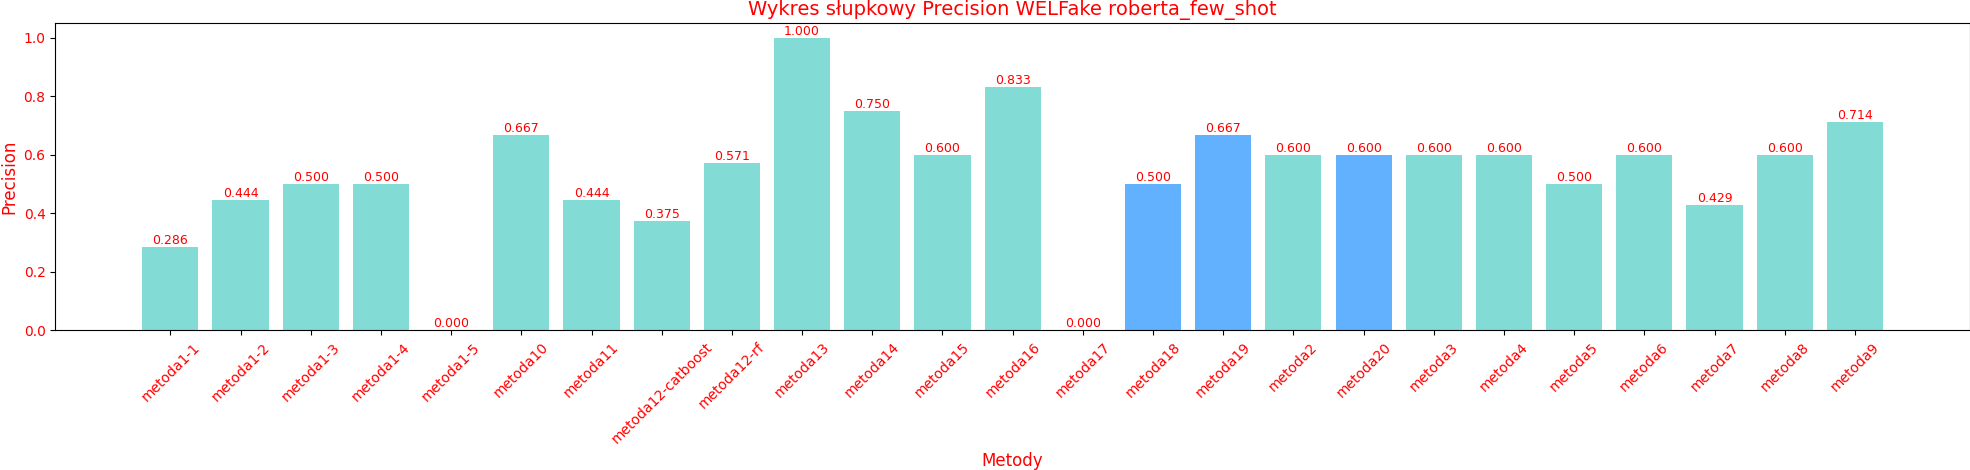 Wykres słupkowy Precision WELFake roberta_few_shot
Precision
1.0
0.8
0.6
0.4
0.2
0.0
0.286
0.444
0.500
0.500
0.000
0.667
0.444
0.375
0.571
1.000
0.750
0.600
0.833
0.000
0.500
0.667
0.600
0.600
0.600
0.600
0.500
0.600
0.429
0.600
0.714
metoda1-1
metoda1-2
metoda1-3
metoda1-4
metoda1-5
metoda10
metoda11
metoda12-catboost
metoda12-rf
metoda13
metoda14
metoda15
metoda16
metoda17
metoda18
metoda19
metoda2
metoda20
metoda3
metoda4
metoda5
metoda6
metoda7
metoda8
metoda9
Metody